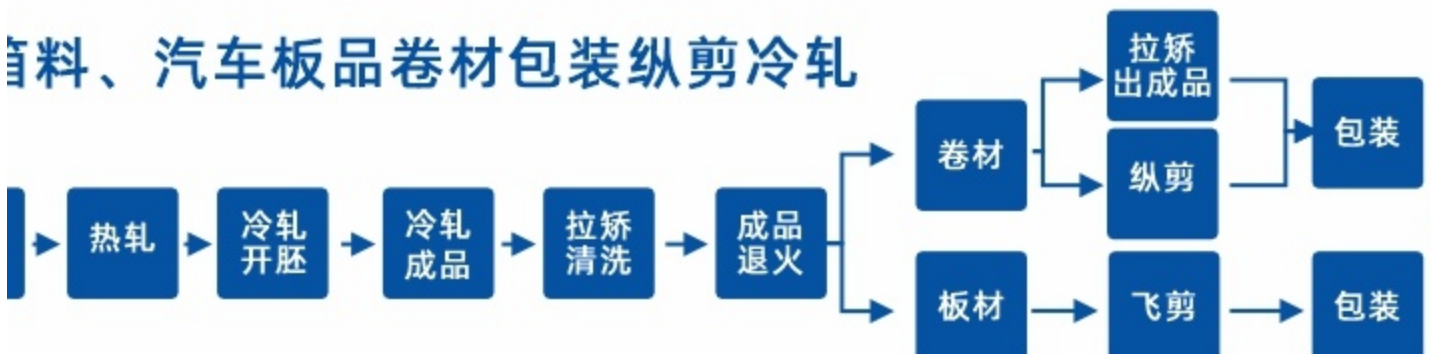 料、汽车板品卷材包装纵剪冷轧
热轧
冷轧
开胚
冷轧
成品
拉矫
清洗
成品
退火
卷材
拉矫
出成品
纵剪
包装
板材
飞剪
包装